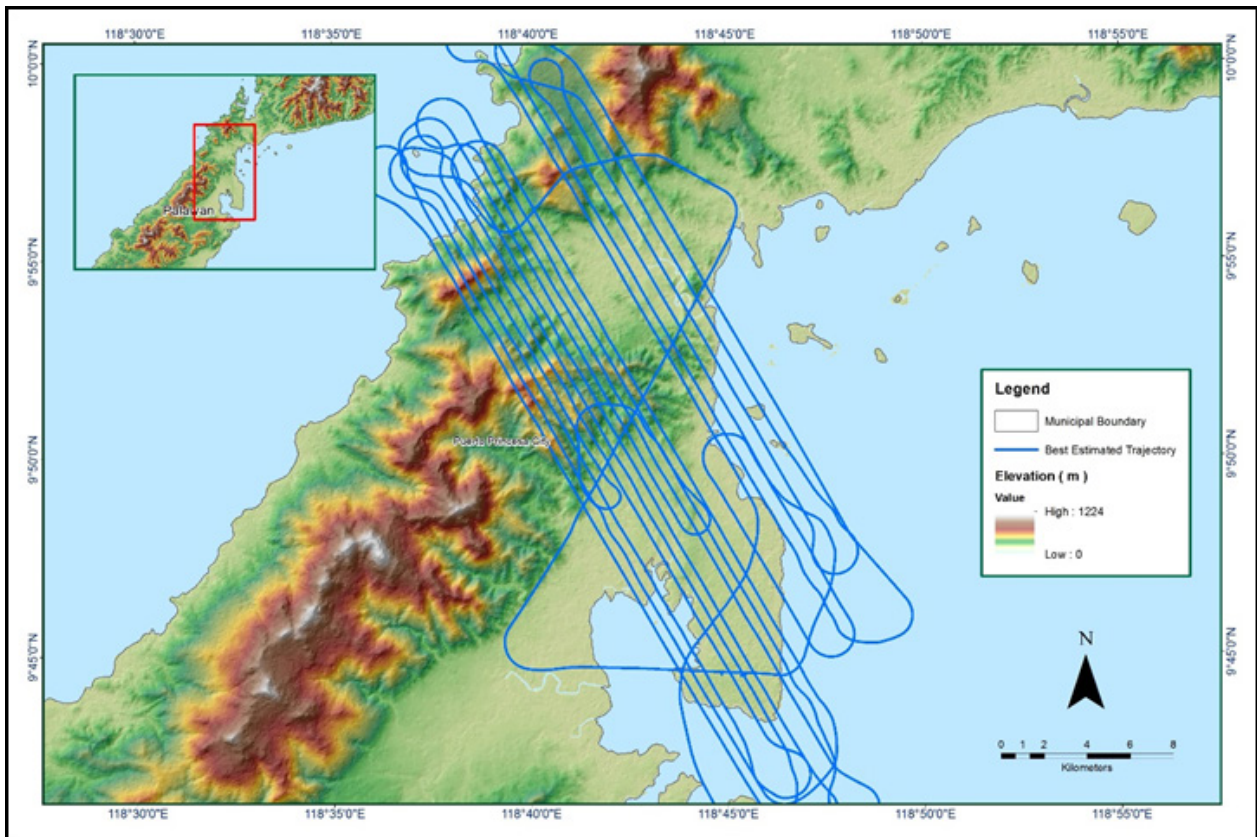 118°30'0"E 118°35'0"E 118°40'0"E 118°45'0"E 118°50'0"E 118°55'0"E
10°0'0"N 10°0'0"N
Palawan
9°55'0"N 9°55'0"N
Legend
Municipal Boundary
Puerto Princesa City
Best Estimated Trajectory
9°50'0"N 9°50'0"N
Elevation ( m )
Value
High : 1224
Low : 0
N
9°45'0"N 9°45'0"N
0 1 2 4 6 8
Kilometers
118°30'0"E 118°35'0"E 118°40'0"E 118°45'0"E 118°50'0"E 118°55'0"E